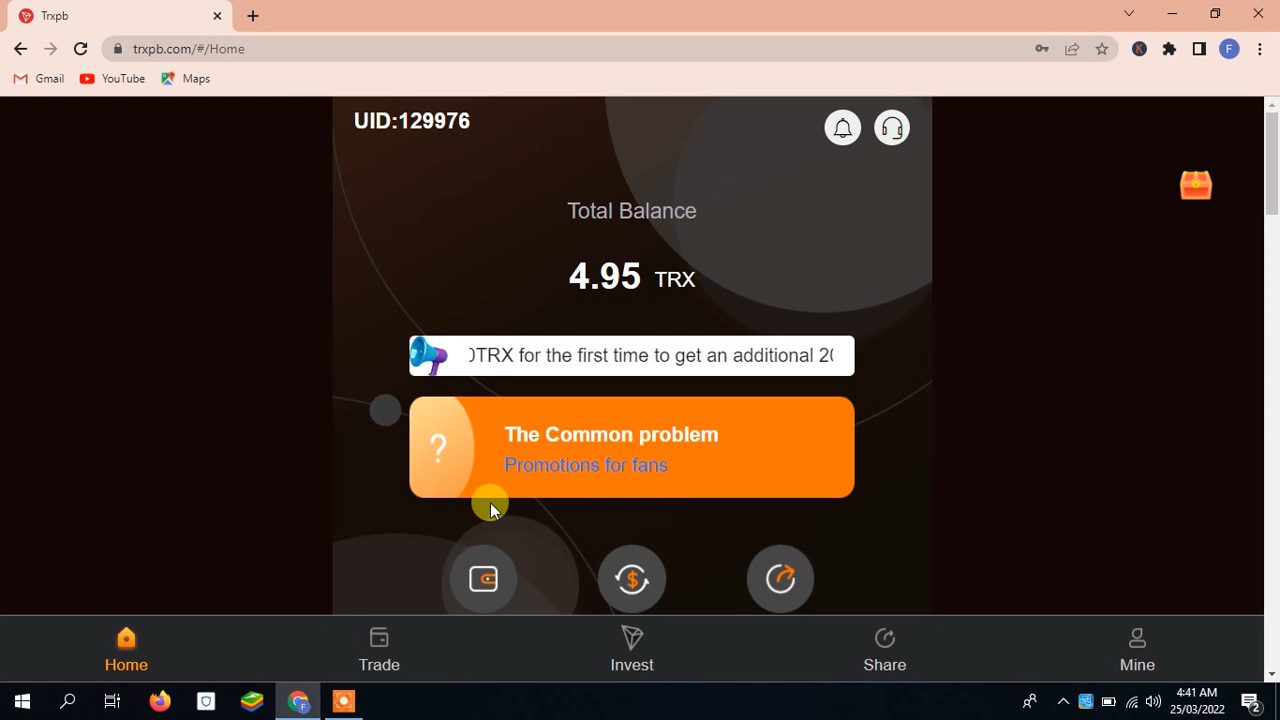 Trxpb
trxpb.com/#/Home
Gmail YouTube Maps
UID:129976
Total Balance
4.95 TRX
TRX for the first time to get an additional
?
The Common problem
Promotions for fans
Home Trade Invest Share Mine
4:41 AM
25/03/2022
2